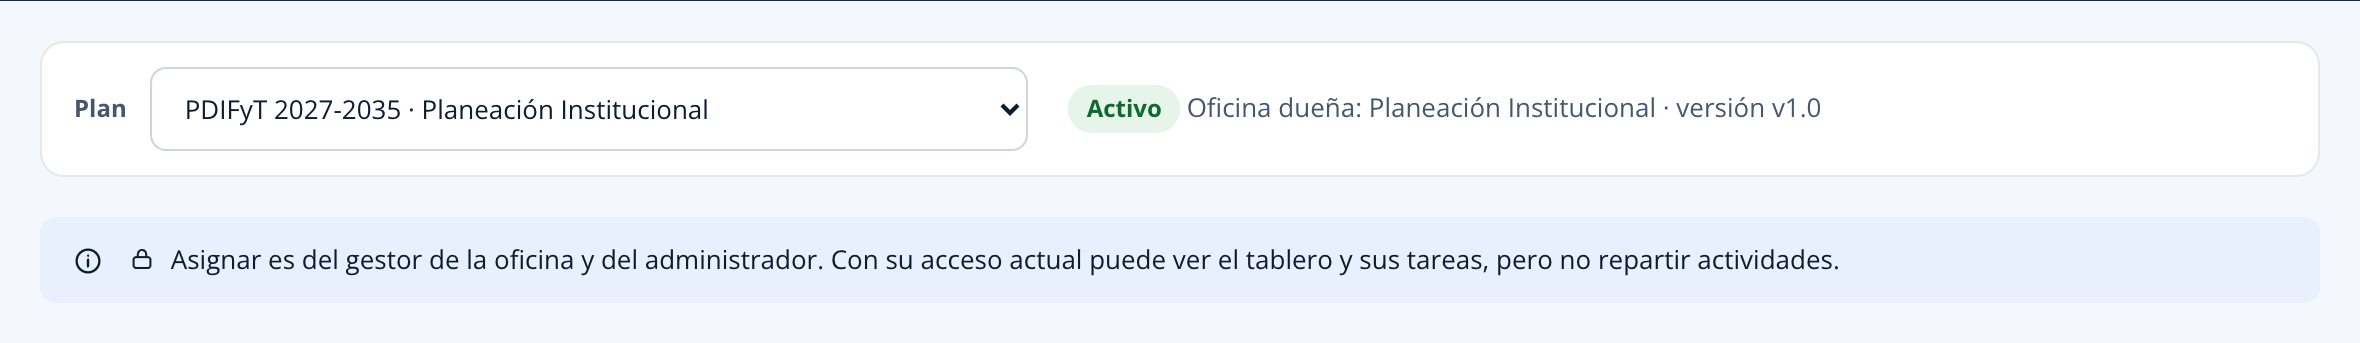 Plan
PDIFyT 2027-2035 · Planeación Institucional
Activo Oficina dueña: Planeación Institucional · versión v1.0
Asignar es del gestor de la oficina y del administrador. Con su acceso actual puede ver el tablero y sus tareas, pero no repartir actividades.